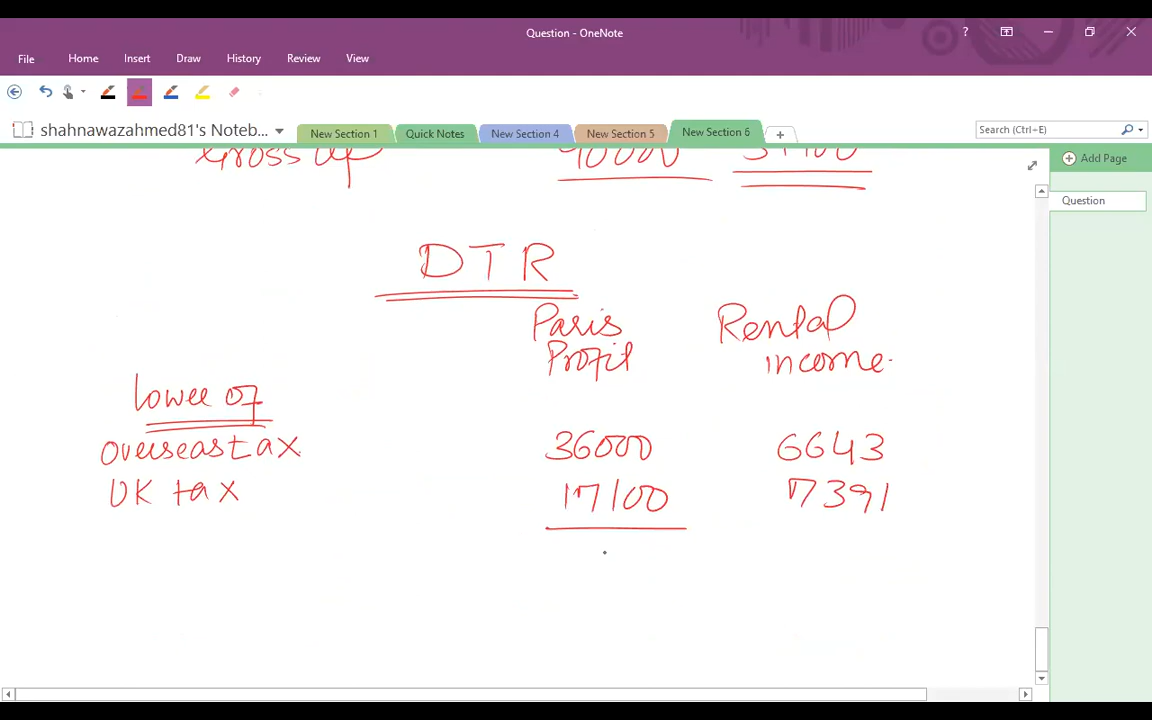 Question - OneNote
?
File Home Insert Draw History Review View
shahnawazahmed81's Noteb...
New Section 1
Quick Notes
New Section 4
New Section 5
New Section 6
Search (Ctrl+E)
Add Page
Question
Gross Up
DTR
Paris Rental
Profit income.
lower of
overseas tax 36000 6643
UK tax 17100 7391